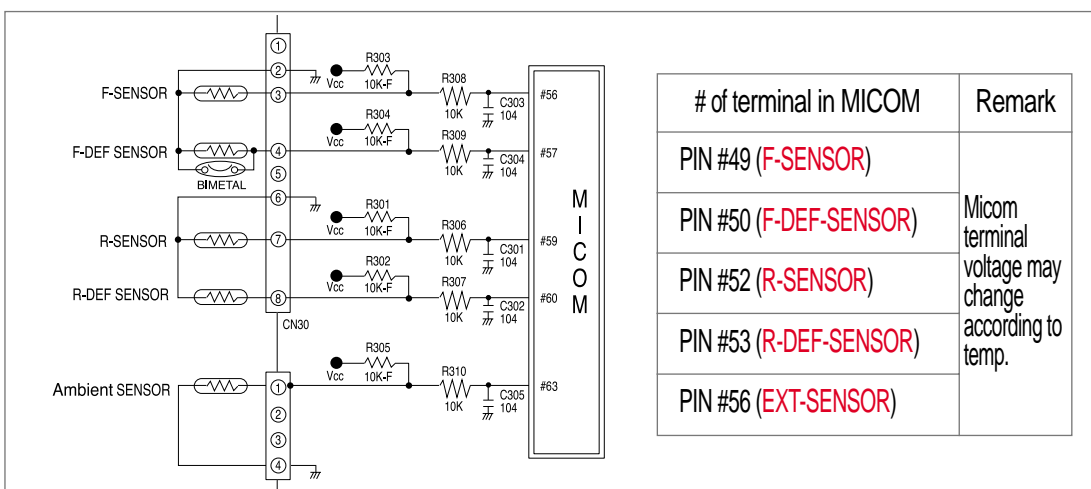 ①
②
③
④
⑤
⑥
⑦
⑧
CN30
①
②
③
④
F-SENSOR
F-DEF SENSOR
BIMETAL
R-SENSOR
R-DEF SENSOR
Ambient SENSOR
R303
Vcc 10K-F
R308
10K
C303
104
#56
R304
Vcc 10K-F
R309
10K
C304
104
#57
R301
Vcc 10K-F
R306
10K
C301
104
#59
R302
Vcc 10K-F
R307
10K
C302
104
#60
R305
Vcc 10K-F
R310
10K
C305
104
#63
M
I
C
O
M
# of terminal in MICOM Remark
PIN #49 (F-SENSOR)
PIN #50 (F-DEF-SENSOR)
PIN #52 (R-SENSOR)
PIN #53 (R-DEF-SENSOR)
PIN #56 (EXT-SENSOR)
Micom
terminal
voltage may
change
according to
temp.